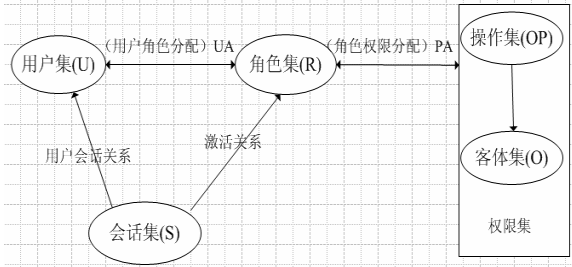 （用户角色分配）UA
（角色权限分配）PA
操作集(OP)
用户集(U)
角色集(R)
用户会话关系
激活关系
客体集(O)
会话集(S)
权限集